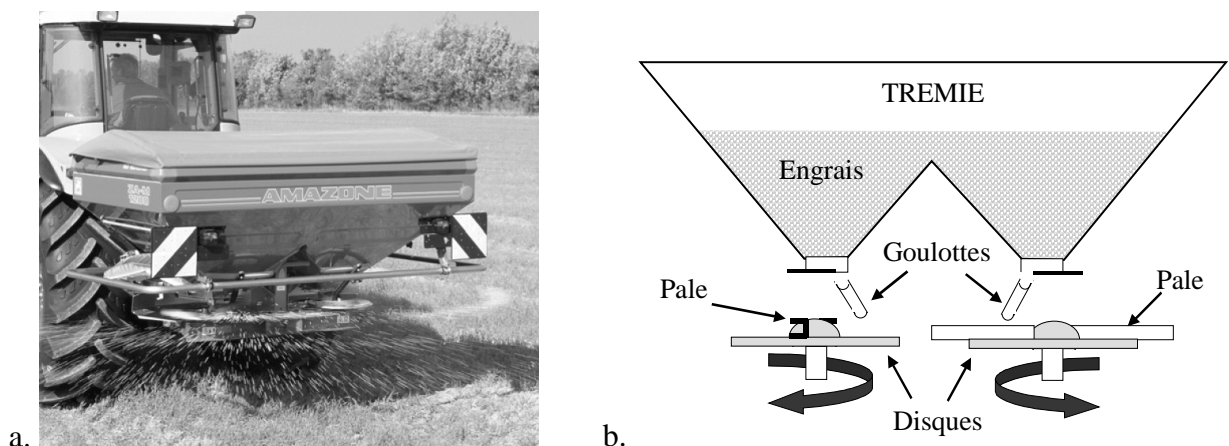 AMAZONE
a.
TREMIE
Engrais
Goulottes
Pale
Pale
Disques
b.